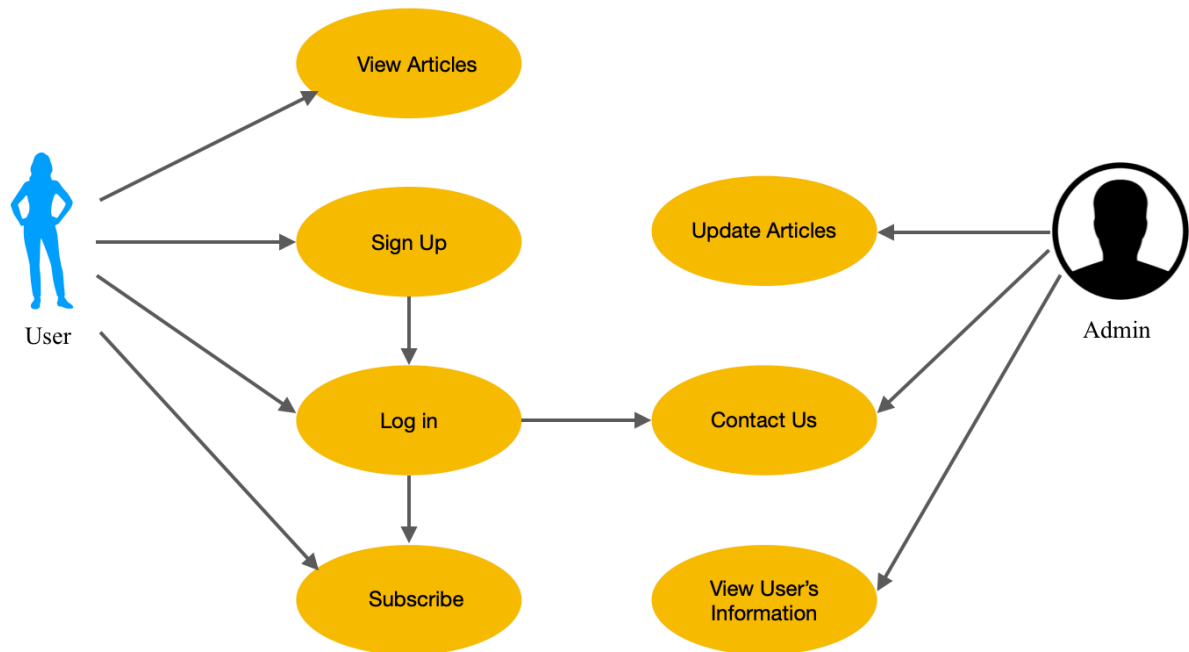 View Articles
Sign Up
Update Articles
User
Admin
Log in
Contact Us
Subscribe
View User’s
Information